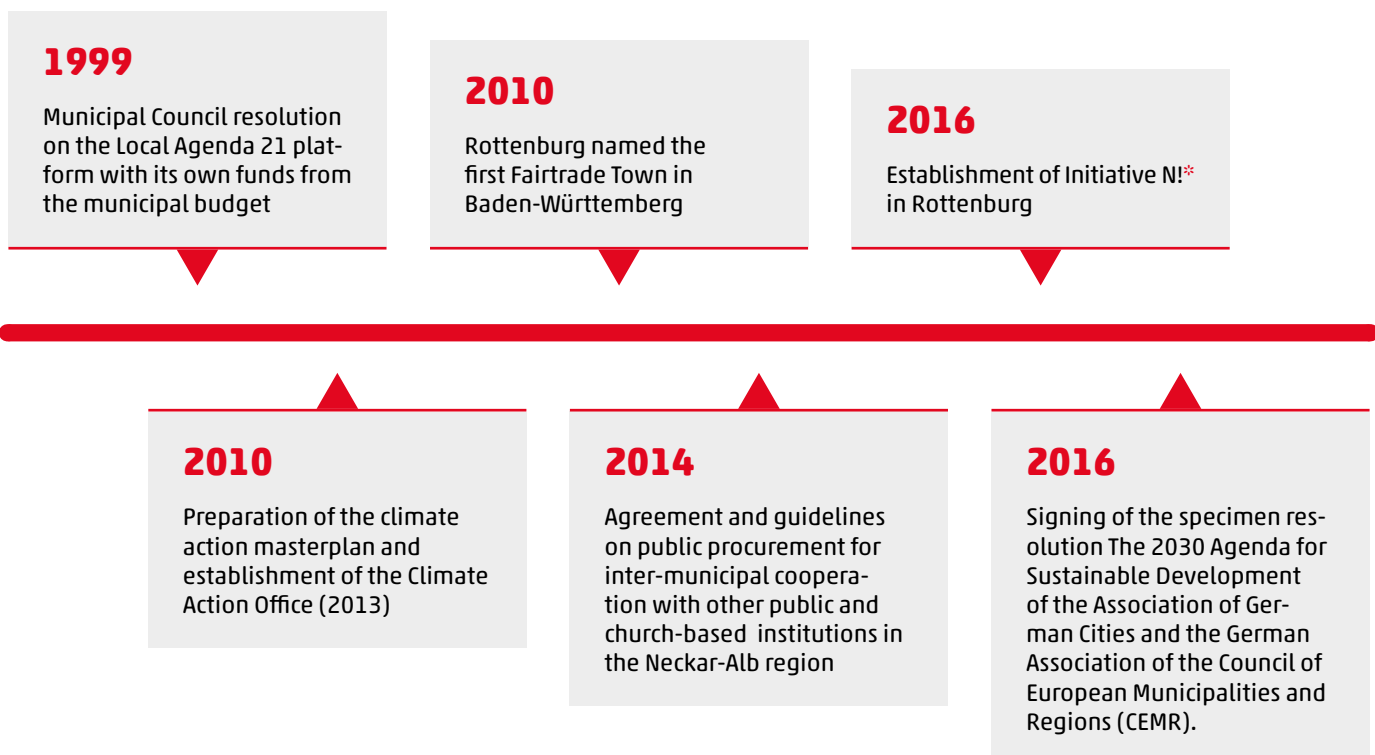 1999
Municipal Council resolution
on the Local Agenda 21 plat-
form with its own funds from
the municipal budget
2010
Rottenburg named the
first Fairtrade Town in
Baden-Württemberg
2016
Establishment of Initiative N!*
in Rottenburg
2010
Preparation of the climate
action masterplan and
establishment of the Climate
Action Office (2013)
2014
Agreement and guidelines
on public procurement for
inter-municipal coopera-
tion with other public and
church-based institutions in
the Neckar-Alb region
2016
Signing of the specimen res-
olution The 2030 Agenda for
Sustainable Development
of the Association of Ger-
man Cities and the German
Association of the Council of
European Municipalities and
Regions (CEMR).